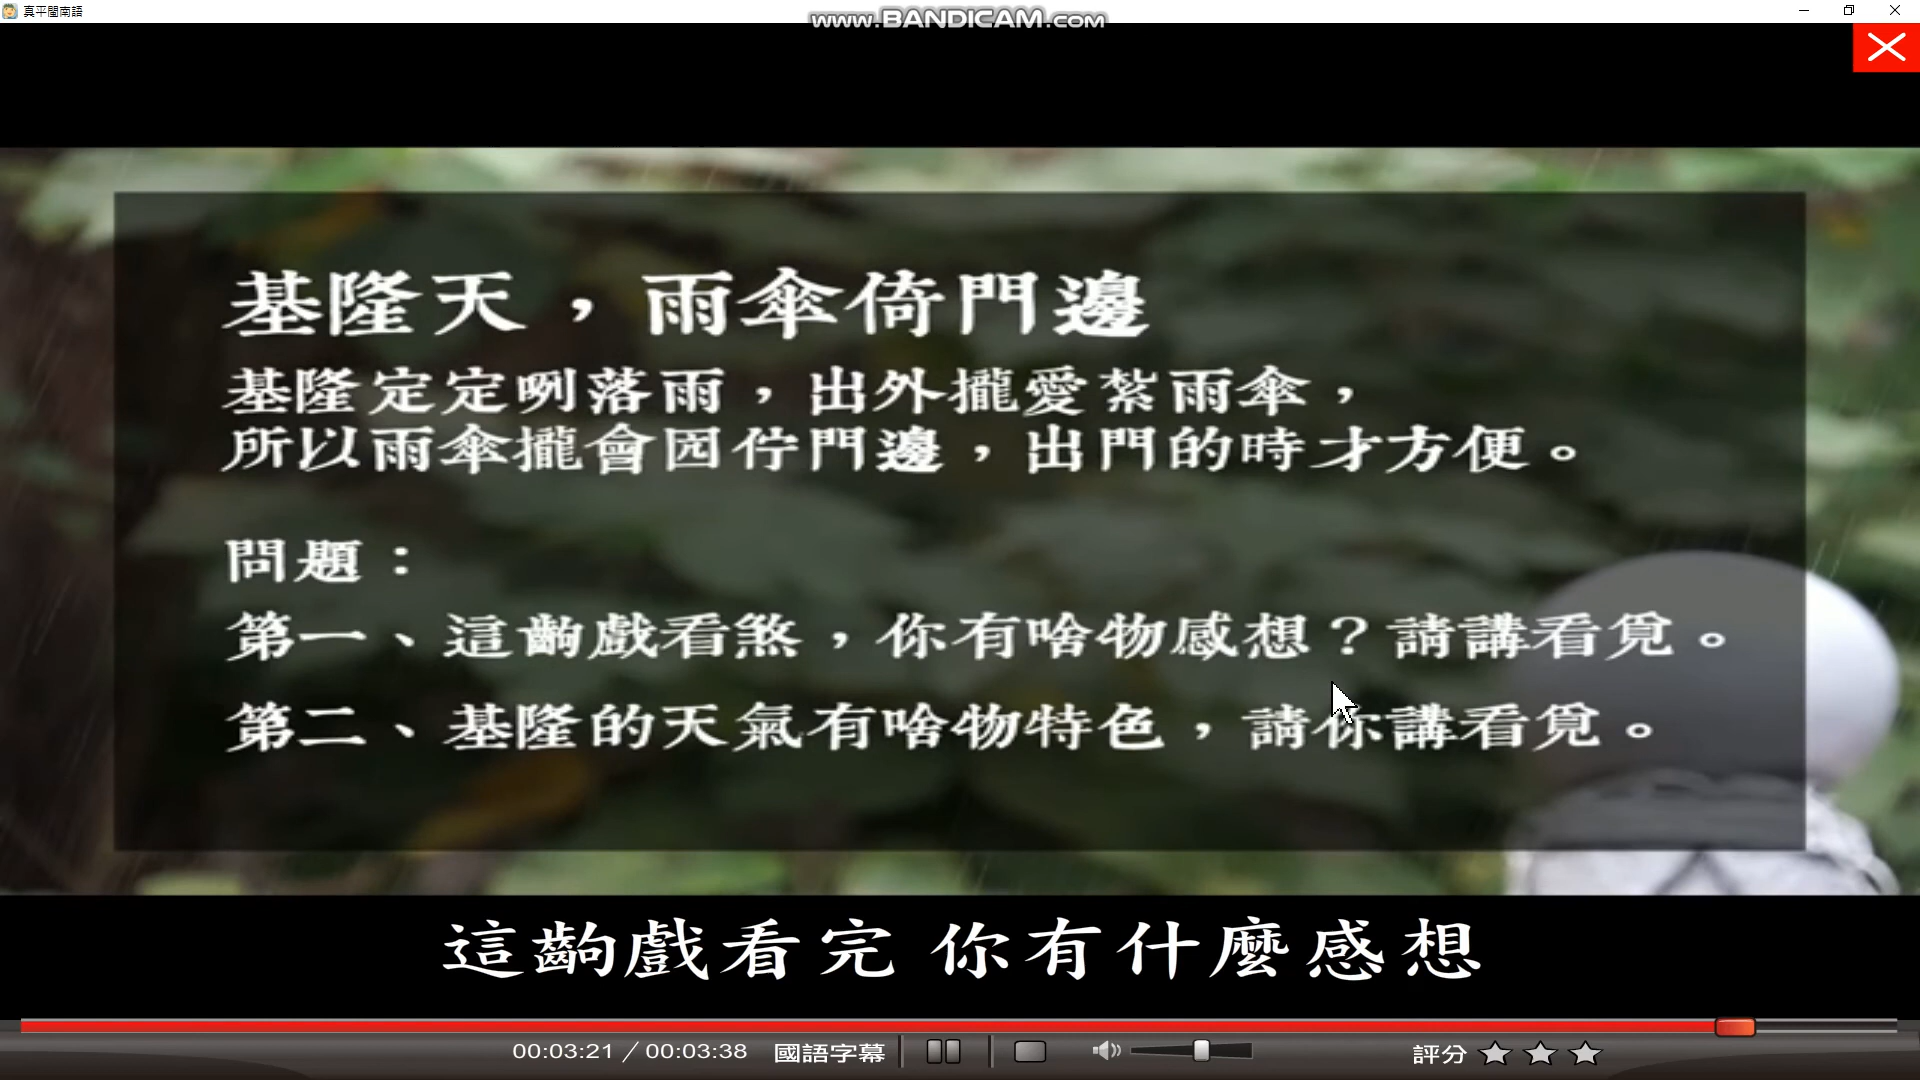 真平閩南語
www.BANDICAM.com
基隆天，雨傘倚門邊
基隆定定咧落雨，出外攏愛紮雨傘，
所以雨傘攏會囥佇門邊，出門的時才方便。
問題：
第一、這齣戲看煞，你有啥物感想？請講看覓。
第二、基隆的天氣有啥物特色，請你講看覓。
這齣戲看完 你有什麼感想
00:03:21 / 00:03:38 國語字幕 評分